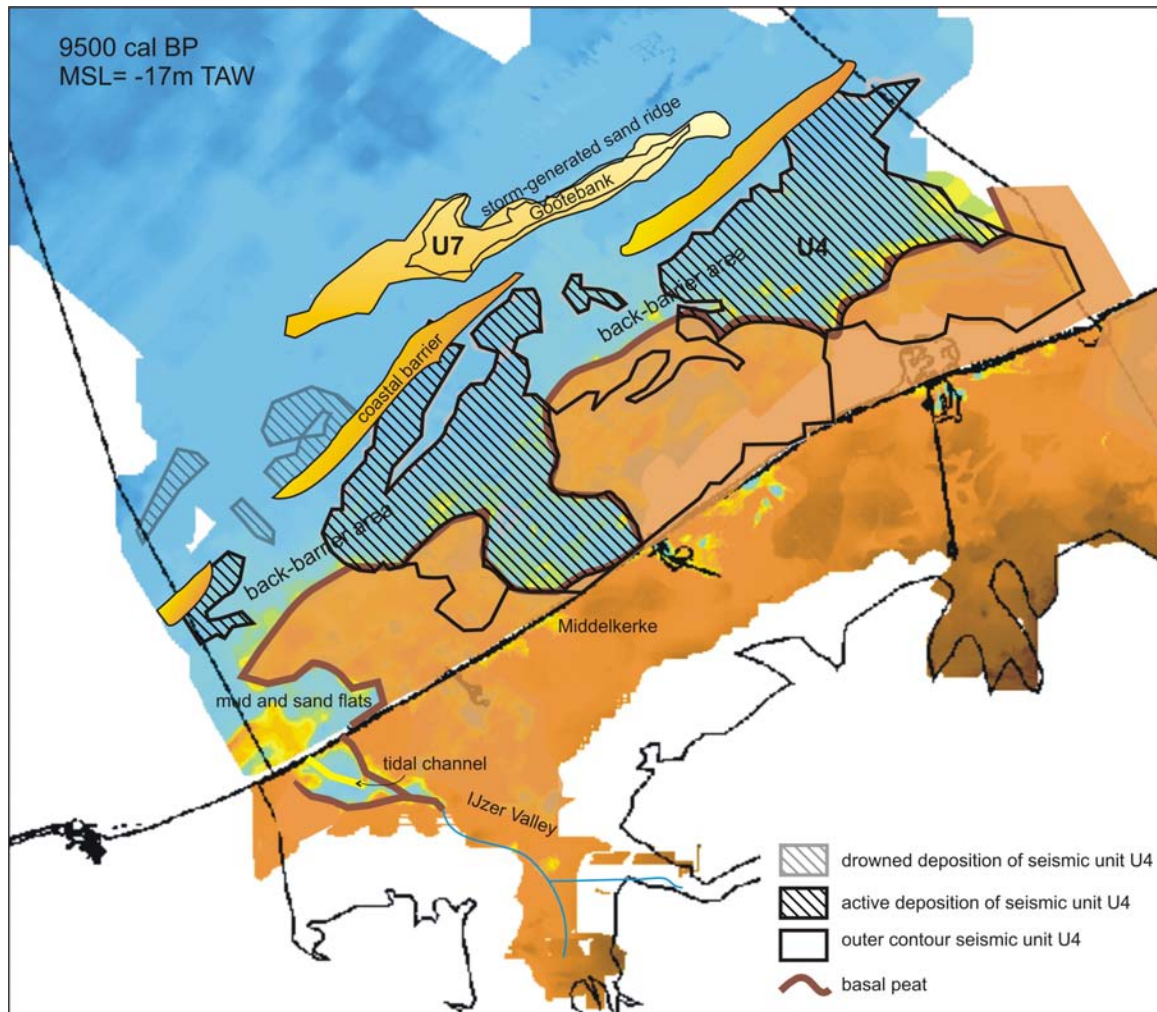 9500 cal BP
MSL= -17m TAW
storm-generated sand ridge
Gootebank
U7
U4
back-barrier area
coastal barrier
back-barrier area
Middelkerke
mud and sand flats
tidal channel
IJzer Valley
drowned deposition of seismic unit U4
active deposition of seismic unit U4
outer contour seismic unit U4
basal peat